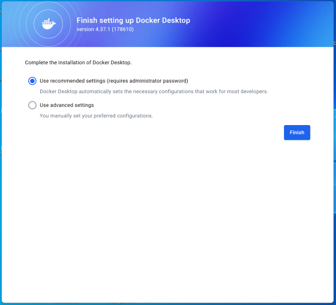 Finish setting up Docker Desktop
version 4.37.1 (178610)
Complete the installation of Docker Desktop.
Use recommended settings (requires administrator password)
Docker Desktop automatically sets the necessary configurations that work for most developers.
Use advanced settings
You manually set your preferred configurations.
Finish